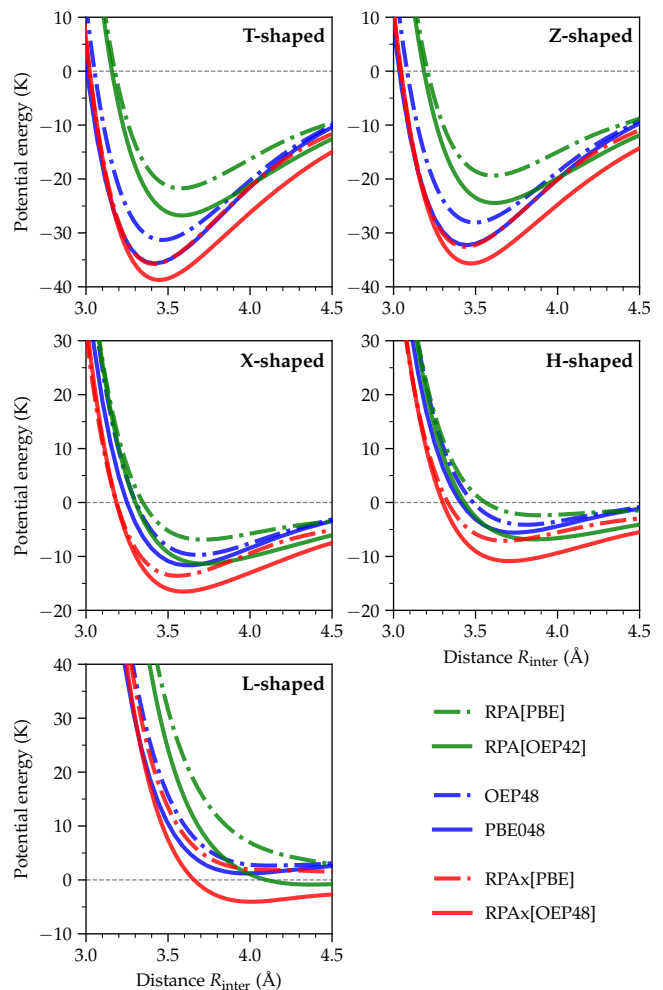 T-shaped
Z-shaped
Potential energy (K)
10
0
−10
−20
−30
−40
3.0
3.5
4.0
4.5
Potential energy (K)
10
0
−10
−20
−30
−40
3.0
3.5
4.0
4.5
X-shaped
H-shaped
Potential energy (K)
30
20
10
0
−10
−20
3.0
3.5
4.0
4.5
30
20
10
0
−10
−20
3.0
3.5
4.0
4.5
Distance Rinter (Å)
L-shaped
Potential energy (K)
40
30
20
10
0
−10
3.0
3.5
4.0
4.5
Distance Rinter (Å)
RPA[PBE]
RPA[OEP42]
OEP48
PBE048
RPAx[PBE]
RPAx[OEP48]